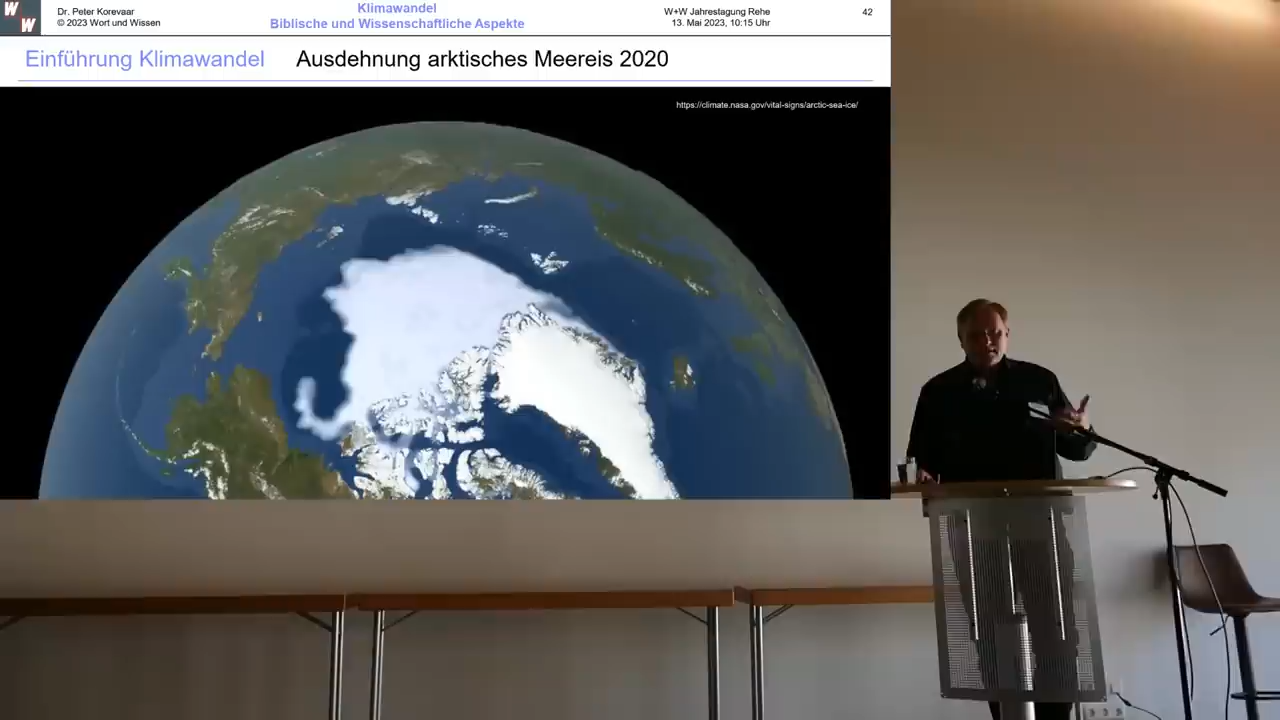 W
W
Dr. Peter Korevaar
© 2023 Wort und Wissen
Klimawandel
Biblische und Wissenschaftliche Aspekte
W+W Jahrestagung Rehe
13. Mai 2023, 10:15 Uhr
42
Einführung Klimawandel
Ausdehnung arktisches Meereis 2020
https://climate.nasa.gov/vital-signs/arctic-sea-ice/